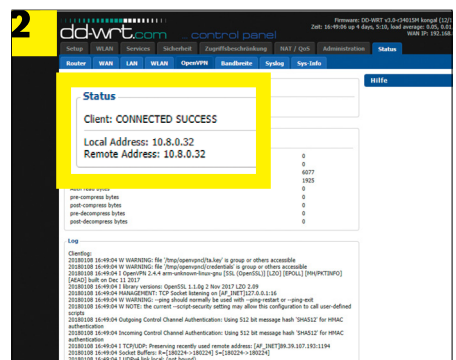 2
dd-wrt.com ... control panel
Firmware: DD-WRT v3.0-r34015M kongat (12/1
Zeit: 16:49:06 up 4 days, 5:10, load average: 0.05, 0.01
WAN IP: 192.168.
Setup WLAN Services Sicherheit Zugriffsbeschränkung NAT / QoS Administration Status
Router WAN LAN WLAN OpenVPN Bandbreite Syslog Sys-Info
Hilfe
Status
Client: CONNECTED SUCCESS
Local Address: 10.8.0.32
Remote Address: 10.8.0.32
0
0
6077
1925
Auth read bytes 0
pre-compress bytes 0
post-compress bytes 0
pre-decompress bytes 0
post-decompress bytes 0
Log
Clientlog:
20180108 16:49:04 W WARNING: file '/tmp/openvpncl/ta.key' is group or others accessible
20180108 16:49:04 W WARNING: file '/tmp/openvpncl/credentials' is group or others accessible
20180108 16:49:04 I OpenVPN 2.4.4 arm-unknown-linux-gnu [SSL (OpenSSL)] [LZO] [EPOLL] [MH/PKTINFO]
[AEAD] built on Dec 11 2017
20180108 16:49:04 I library versions: OpenSSL 1.1.0g 2 Nov 2017 LZO 2.09
20180108 16:49:04 MANAGEMENT: TCP Socket listening on [AF_INET]127.0.0.1:16
20180108 16:49:04 W WARNING: --ping should normally be used with --ping-restart or --ping-exit
20180108 16:49:04 W NOTE: the current --script-security setting may allow this configuration to call user-defined
scripts
20180108 16:49:04 Outgoing Control Channel Authentication: Using 512 bit message hash 'SHA512' for HMAC
authentication
20180108 16:49:04 Incoming Control Channel Authentication: Using 512 bit message hash 'SHA512' for HMAC
authentication
20180108 16:49:04 I TCP/UDP: Preserving recently used remote address: [AF_INET]89.39.107.193:1194
20180108 16:49:04 Socket Buffers: R=[180224->180224] S=[180224->180224]
20180108 16:49:04 I UDPv4 link local: (not bound)